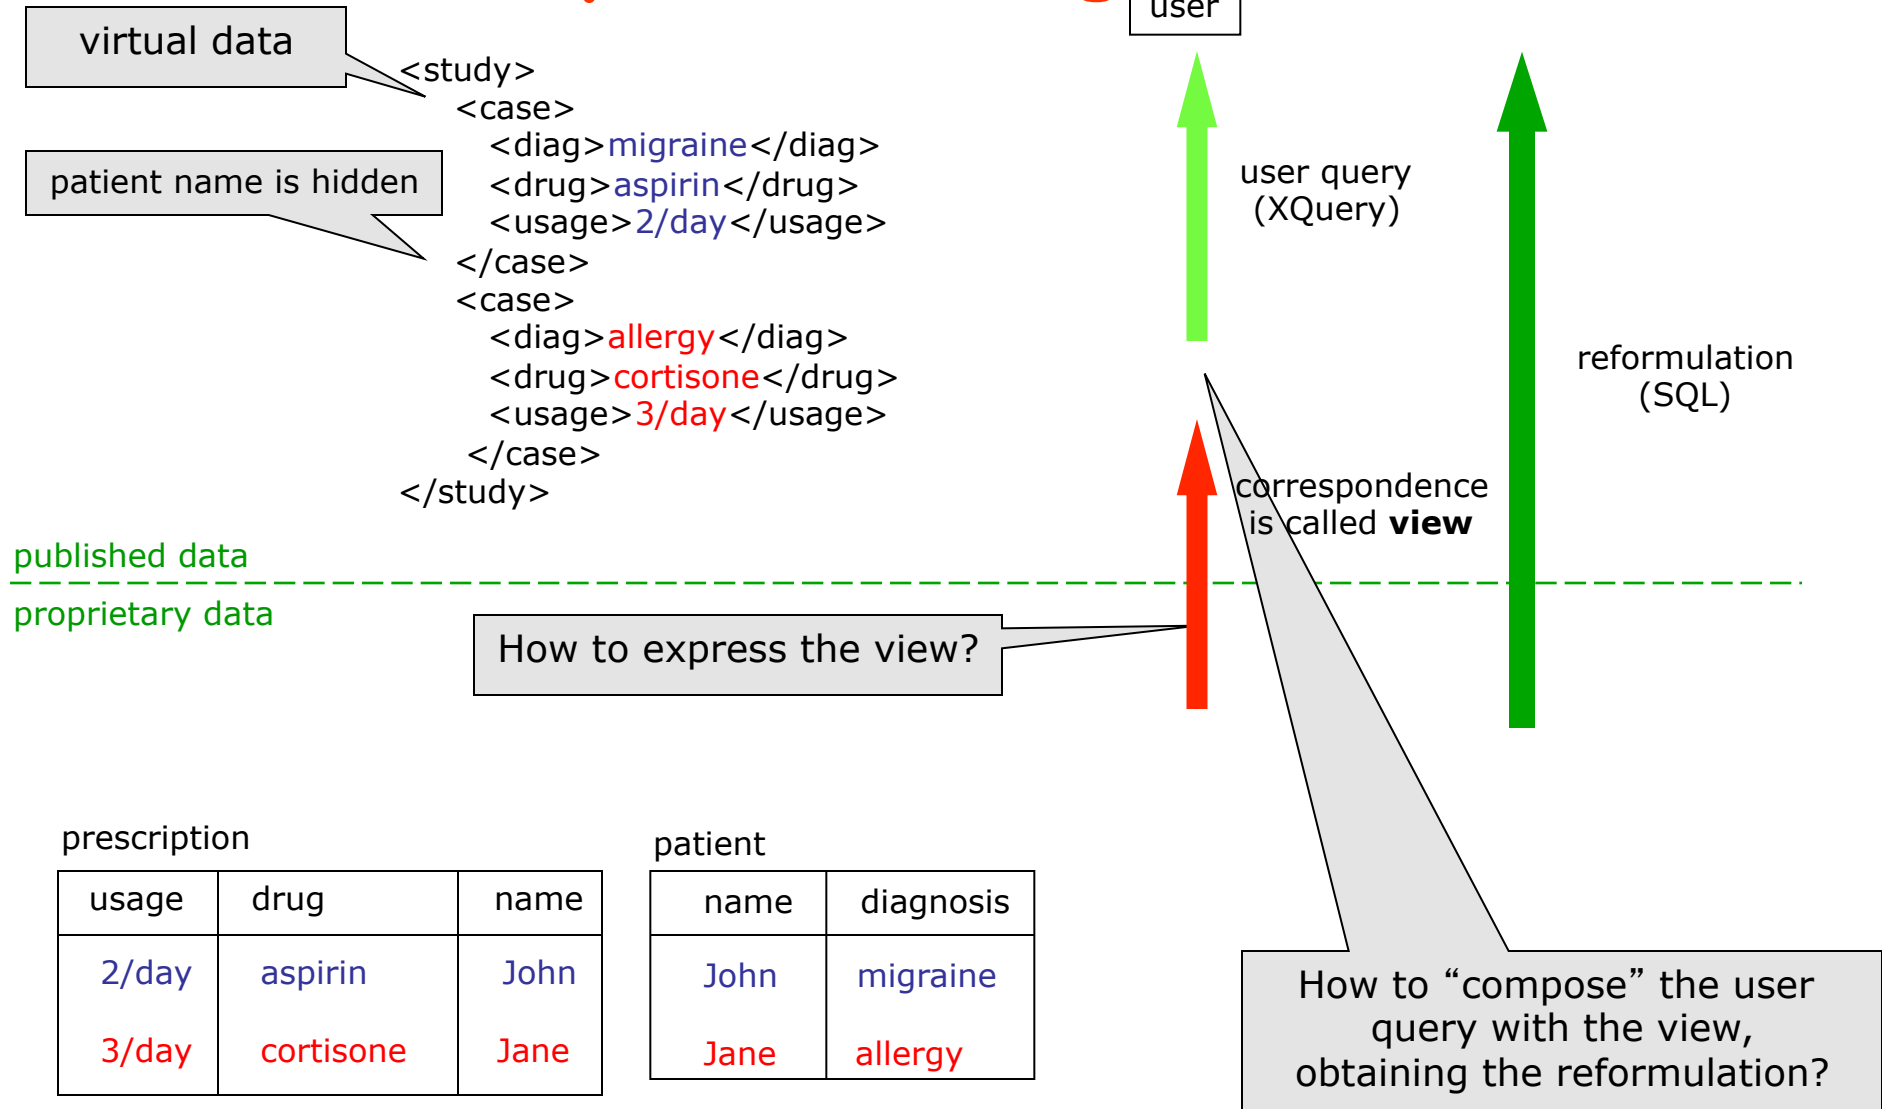 user
virtual data
<study>
<case>
<diag>migraine</diag>
<drug>aspirin</drug>
<usage>2/day</usage>
</case>
<case>
<diag>allergy</diag>
<drug>cortisone</drug>
<usage>3/day</usage>
</case>
</study>
patient name is hidden
user query
(XQuery)
reformulation
(SQL)
correspondence
is called view
published data
proprietary data
How to express the view?
prescription
usage drug name
2/day aspirin John
3/day cortisone Jane
patient
name diagnosis
John migraine
Jane allergy
How to “compose” the user
query with the view,
obtaining the reformulation?